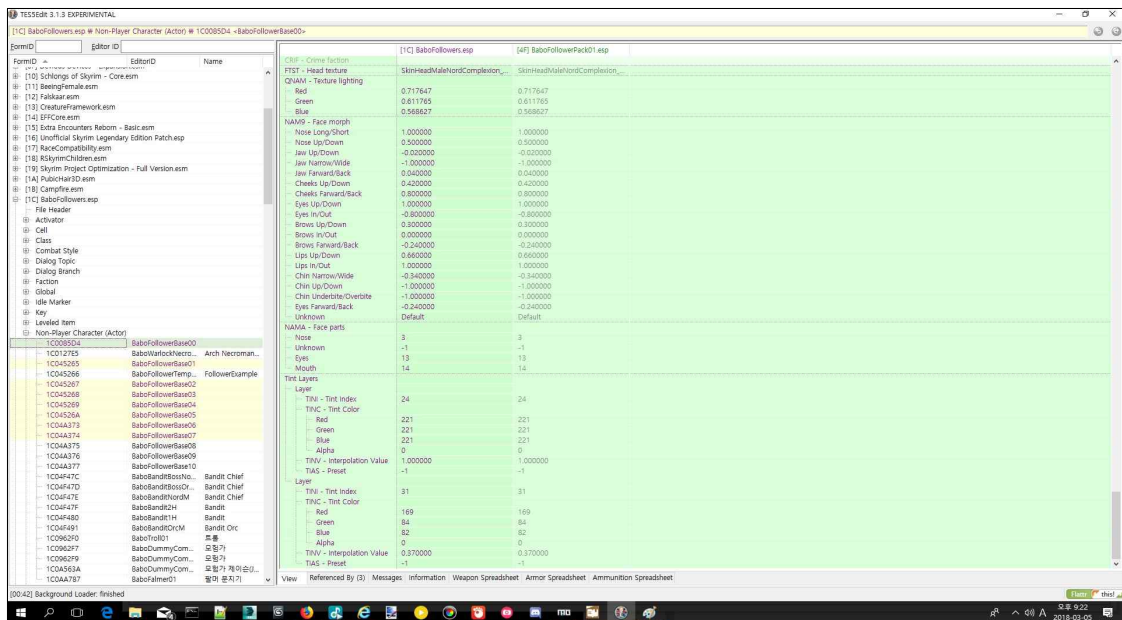 TES5Edit 3.1.3 EXPERIMENTAL
[1C] BaboFollowers.esp \ Non-Player Character (Actor) \ 1C0085D4 <BaboFollowerBase00>
FormID
Editor ID
FormID EditorID Name
[10] Schlongs of Skyrim - Core.esm
[11] BeeingFemale.esm
[12] Falskaar.esm
[13] CreatureFramework.esm
[14] EFFCore.esm
[15] Extra Encounters Reborn - Basic.esm
[16] Unofficial Skyrim Legendary Edition Patch.esp
[17] RaceCompatibility.esm
[18] RSkyrimChildren.esm
[19] Skyrim Project Optimization - Full Version.esm
[1A] PubicHair3D.esm
[1B] Campfire.esm
[1C] BaboFollowers.esp
File Header
Activator
Cell
Class
Combat Style
Dialog Topic
Dialog Branch
Faction
Global
Idle Marker
Key
Leveled Item
Non-Player Character (Actor)
1C0085D4 BaboFollowerBase00
1C0127E5 BaboWarlockNecro... Arch Necroman...
1C045265 BaboFollowerBase01
1C045266 BaboFollowerTemp... FollowerExample
1C045267 BaboFollowerBase02
1C045268 BaboFollowerBase03
1C045269 BaboFollowerBase04
1C04526A BaboFollowerBase05
1C04A373 BaboFollowerBase06
1C04A374 BaboFollowerBase07
1C04A375 BaboFollowerBase08
1C04A376 BaboFollowerBase09
1C04A377 BaboFollowerBase10
1C04F47C BaboBanditBossNo... Bandit Chief
1C04F47D BaboBanditBossOr... Bandit Chief
1C04F47E BaboBanditNordM Bandit Chief
1C04F47F BaboBandit2H Bandit
1C04F480 BaboBandit1H Bandit
1C04F491 BaboBanditOrcM Bandit Orc
1C0962F0 BaboTroll01 트롤
1C0962F7 BaboDummyCom... 모험가
1C0962F9 BaboDummyCom... 모험가
1C0A563A BaboDummyCom... 모험가 제이슨(J...
1C0AA787 BaboFalmer01 팔머 문지기
[1C] BaboFollowers.esp [4F] BaboFollowerPack01.esp
CRIF - Crime faction
FTST - Head texture SkinHeadMaleNordComplexion_... SkinHeadMaleNordComplexion_...
QNAM - Texture lighting
Red 0.717647 0.717647
Green 0.611765 0.611765
Blue 0.568627 0.568627
NAM9 - Face morph
Nose Long/Short 1.000000 1.000000
Nose Up/Down 0.500000 0.500000
Jaw Up/Down -0.020000 -0.020000
Jaw Narrow/Wide -1.000000 -1.000000
Jaw Farward/Back 0.040000 0.040000
Cheeks Up/Down 0.420000 0.420000
Cheeks Farward/Back 0.800000 0.800000
Eyes Up/Down 1.000000 1.000000
Eyes In/Out -0.800000 -0.800000
Brows Up/Down 0.300000 0.300000
Brows In/Out 0.000000 0.000000
Brows Farward/Back -0.240000 -0.240000
Lips Up/Down 0.660000 0.660000
Lips In/Out 1.000000 1.000000
Chin Narrow/Wide -0.340000 -0.340000
Chin Up/Down -1.000000 -1.000000
Chin Underbite/Overbite -1.000000 -1.000000
Eyes Farward/Back -0.240000 -0.240000
Unknown Default Default
NAMA - Face parts
Nose 3 3
Unknown -1 -1
Eyes 13 13
Mouth 14 14
Tint Layers
Layer
TINI - Tint Index 24 24
TINC - Tint Color
Red 221 221
Green 221 221
Blue 221 221
Alpha 0 0
TINV - Interpolation Value 1.000000 1.000000
TIAS - Preset -1 -1
Layer
TINI - Tint Index 31 31
TINC - Tint Color
Red 169 169
Green 84 84
Blue 82 82
Alpha 0 0
TINV - Interpolation Value 0.370000 0.370000
TIAS - Preset -1 -1
View Referenced By (3) Messages Information Weapon Spreadsheet Armor Spreadsheet Ammunition Spreadsheet
[00:42] Background Loader: finished
Flattr this!
A 오후 9:22
2018-03-05